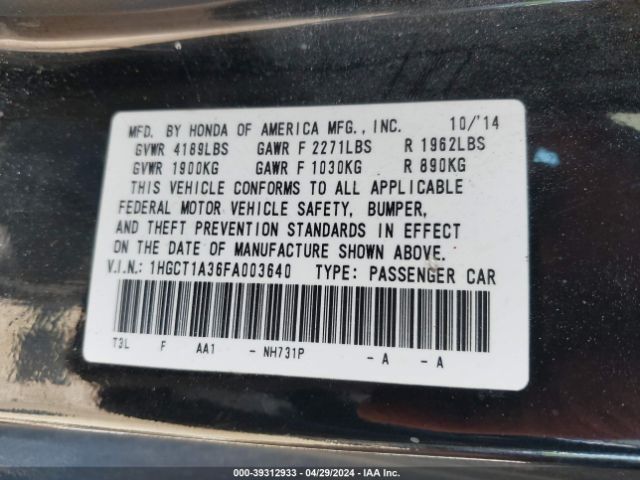 MFD. BY HONDA OF AMERICA MFG., INC. 10/'14
GVWR 4189LBS GAWR F 2271LBS R 1962LBS
GVWR 1900KG GAWR F 1030KG R 890KG
THIS VEHICLE CONFORMS TO ALL APPLICABLE
FEDERAL MOTOR VEHICLE SAFETY, BUMPER,
AND THEFT PREVENTION STANDARDS IN EFFECT
ON THE DATE OF MANUFACTURE SHOWN ABOVE.
V.I.N.: 1HGCT1A36FA003640 TYPE: PASSENGER CAR
T3L F AA1 - NH731P - A - A
000-39312933 - 04/29/2024 - IAA Inc.